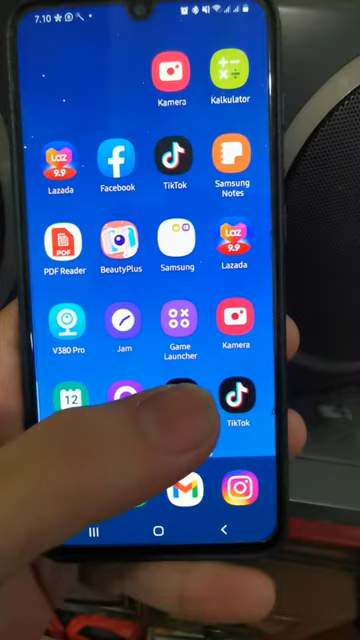 7.10
Kamera
Kalkulator
Laz
9.9
Lazada
Facebook
TikTok
Samsung
Notes
PDF
PDF Reader
BeautyPlus
Samsung
Laz
9.9
Lazada
V380 Pro
Jam
Game
Launcher
Kamera
12
TikTok